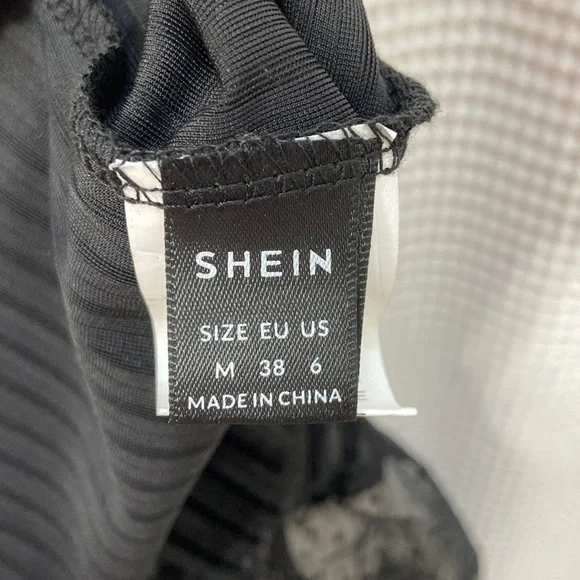 SHEIN
SIZE EU US
M 38 6
MADE IN CHINA